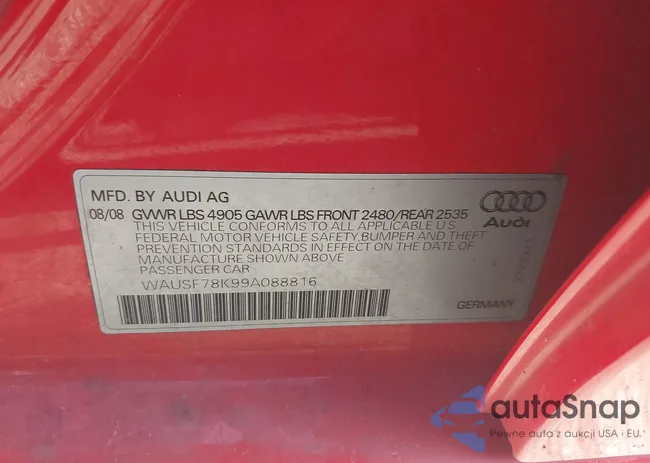 MFD. BY AUDI AG
08/08 GVWR LBS 4905 GAWR LBS FRONT 2480/REAR 2535
THIS VEHICLE CONFORMS TO ALL APPLICABLE U S
FEDERAL MOTOR VEHICLE SAFETY, BUMPER AND THEFT
PREVENTION STANDARDS IN EFFECT ON THE DATE OF
MANUFACTURE SHOWN ABOVE
PASSENGER CAR
WAUSF78K99A088816
Audi
GERMANY
autoSnap
Pewne auta z aukcji USA i EU.